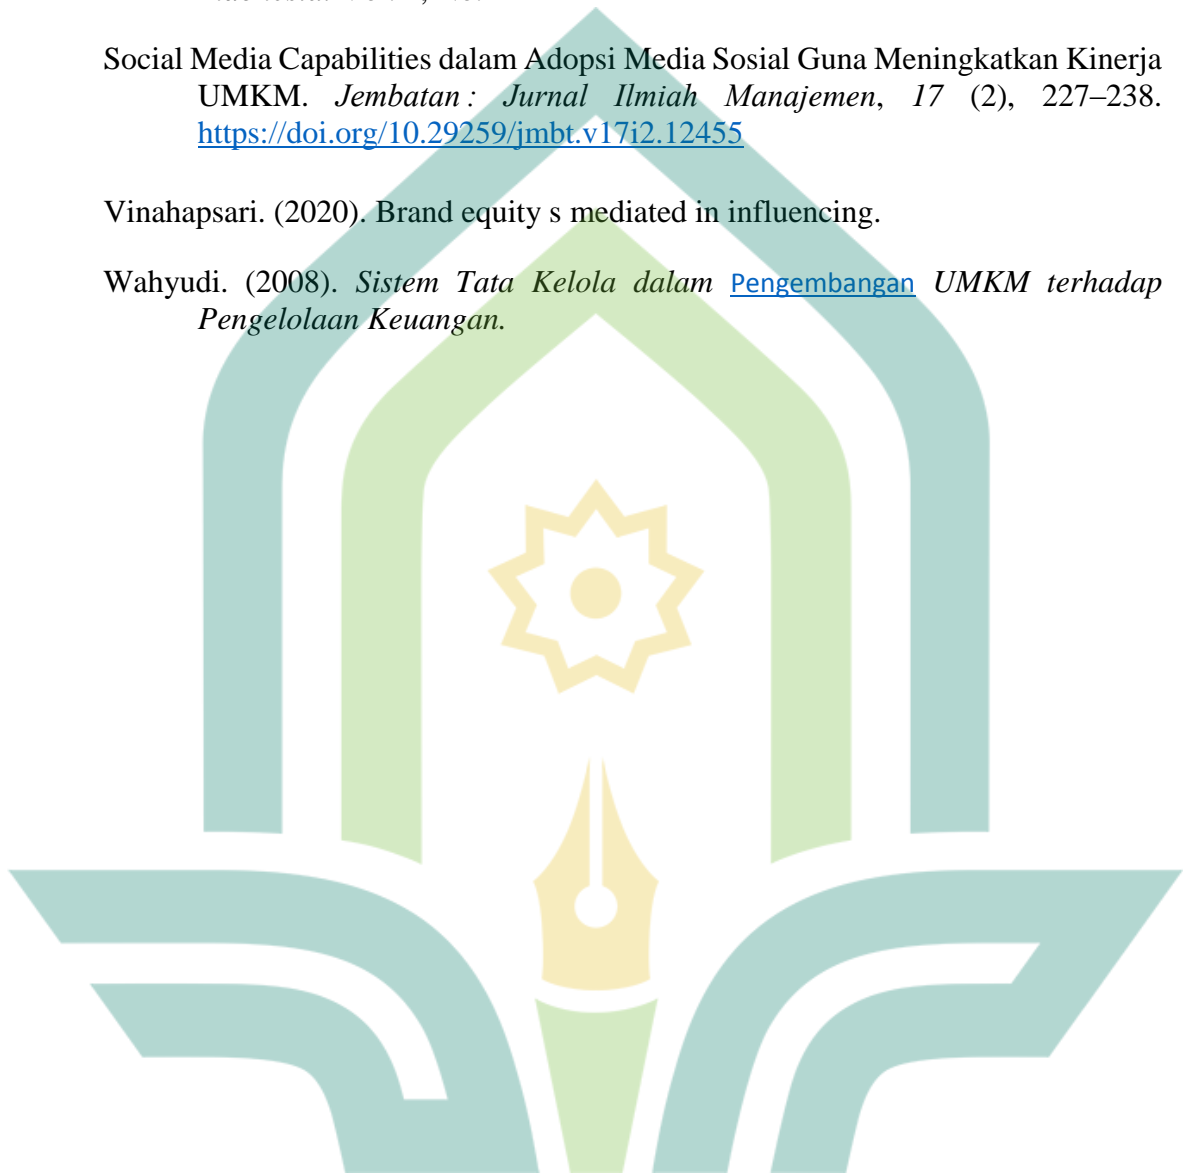 Social Media Capabilities dalam Adopsi Media Sosial Guna Meningkatkan Kinerja
UMKM. Jembatan : Jurnal Ilmiah Manajemen, 17 (2), 227–238.
https://doi.org/10.29259/jmbt.v17i2.12455
Vinahapsari. (2020). Brand equity s mediated in influencing.
Wahyudi. (2008). Sistem Tata Kelola dalam Pengembangan UMKM terhadap
Pengelolaan Keuangan.